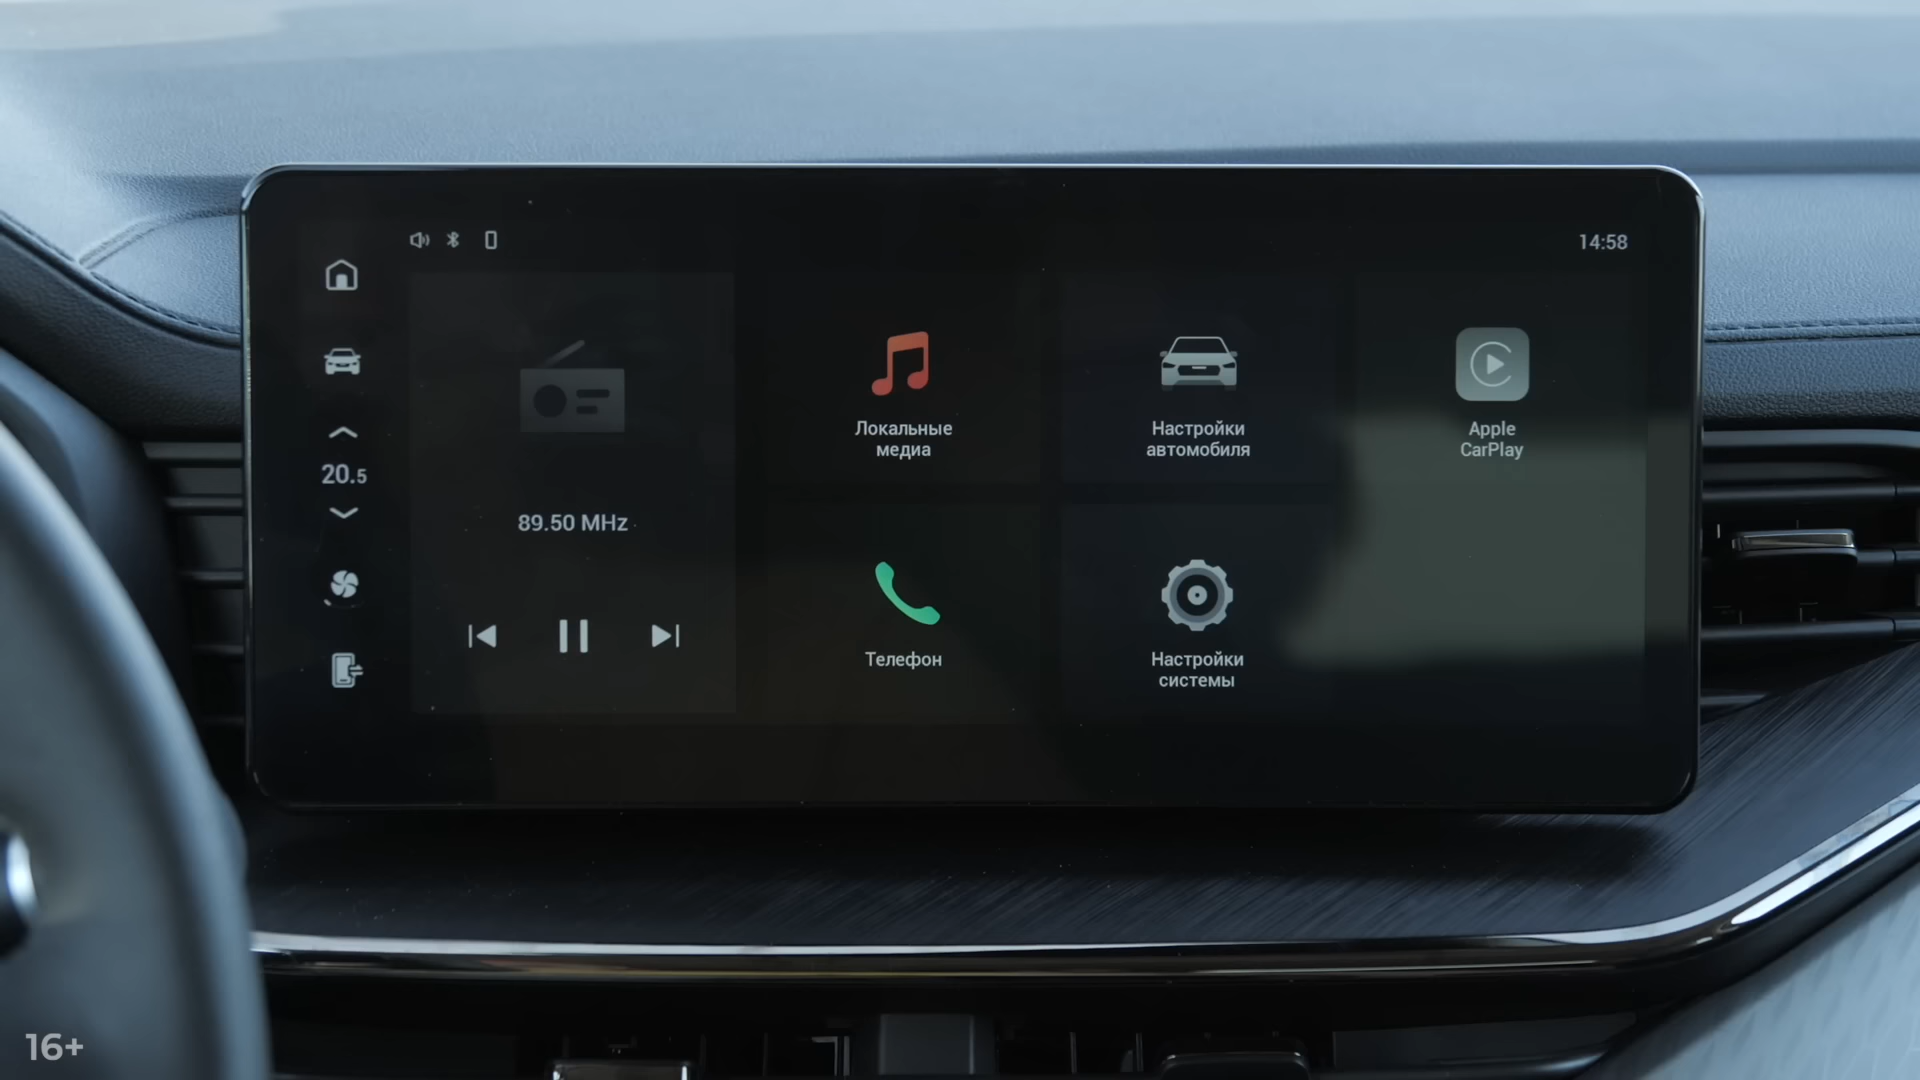 14:58
20.5
89.50 MHz
Локальные
медиа
Настройки
автомобиля
Apple
CarPlay
Телефон
Настройки
системы
16+